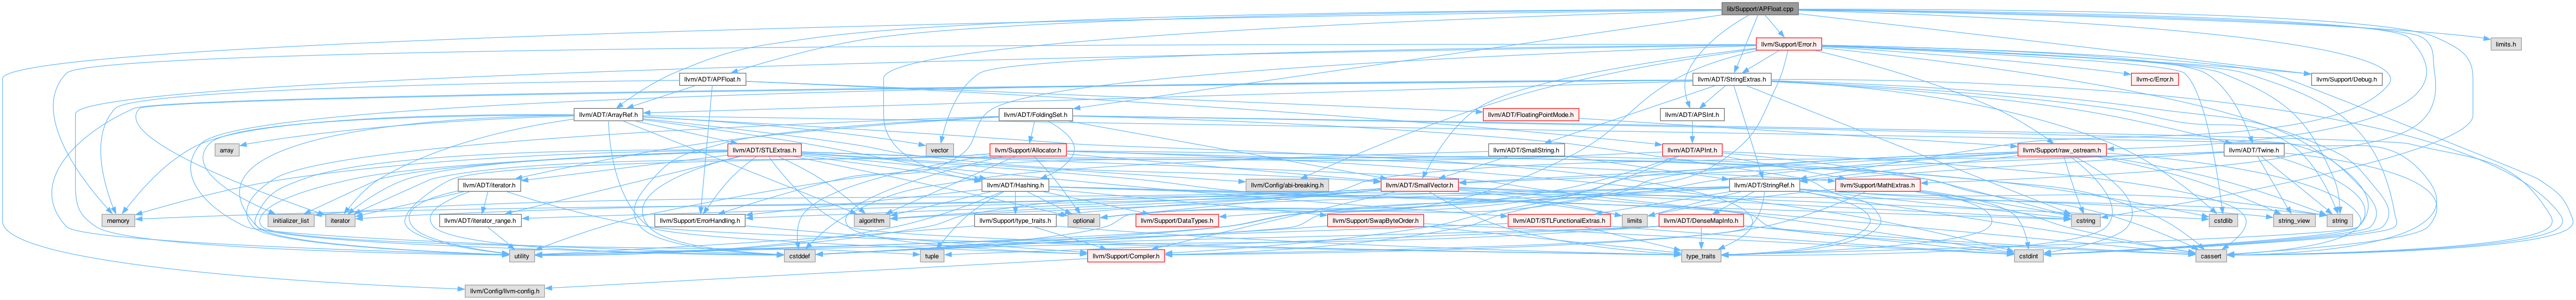 lib/Support/APFloat.cpp
llvm/Support/Error.h
limits.h
llvm/ADT/APFloat.h
llvm/ADT/StringExtras.h
llvm-c/Error.h
llvm/Support/Debug.h
llvm/ADT/ArrayRef.h
llvm/ADT/FoldingSet.h
llvm/ADT/FloatingPointMode.h
llvm/ADT/APSInt.h
array
llvm/ADT/STLExtras.h
vector
llvm/Support/Allocator.h
llvm/ADT/SmallString.h
llvm/ADT/APInt.h
llvm/Support/raw_ostream.h
llvm/ADT/Twine.h
llvm/ADT/iterator.h
llvm/Config/abi-breaking.h
llvm/ADT/Hashing.h
llvm/ADT/SmallVector.h
llvm/ADT/StringRef.h
llvm/Support/MathExtras.h
memory
initializer_list
iterator
llvm/ADT/iterator_range.h
llvm/Support/ErrorHandling.h
algorithm
llvm/Support/type_traits.h
optional
llvm/Support/DataTypes.h
llvm/Support/SwapByteOrder.h
llvm/ADT/STLFunctionalExtras.h
limits
llvm/ADT/DenseMapInfo.h
cstring
cstdlib
string_view
string
utility
cstddef
tuple
llvm/Support/Compiler.h
type_traits
cstdint
cassert
llvm/Config/llvm-config.h